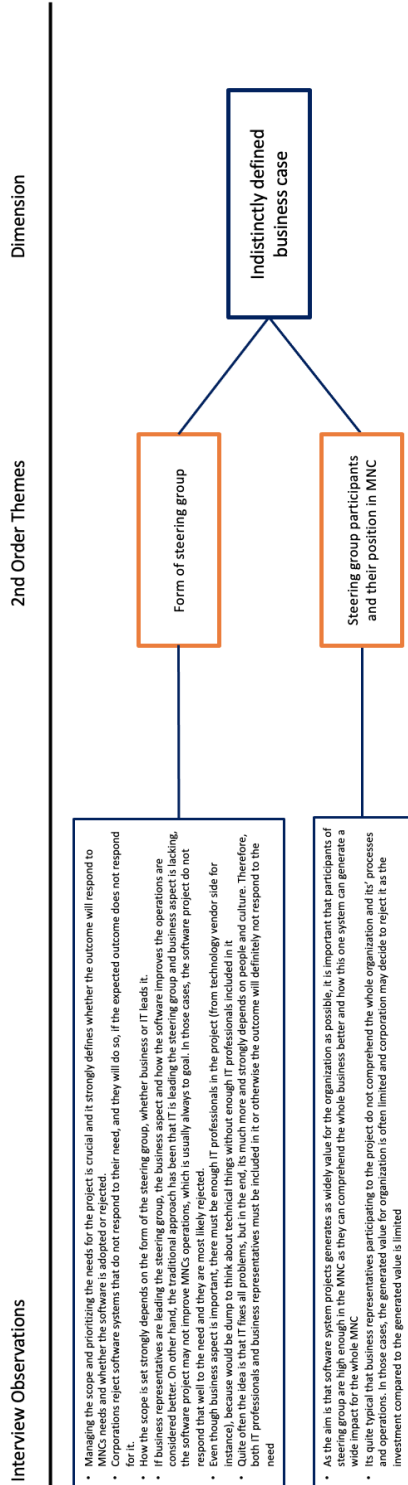 Interview Observations
2nd Order Themes
Dimension
• Managing the scope and prioritizing the needs for the project is crucial and it strongly defines whether the outcome will respond to
MNCs needs and whether the software is adopted or rejected.
• Corporations reject software systems that do not respond to their need, and they will do so, if the expected outcome does not respond
for it.
• How the scope is set strongly depends on the form of the steering group, whether business or IT leads it.
• If business representatives are leading the steering group, the business aspect and how the software improves the operations are
considered better. On other hand, the traditional approach has been that IT is leading the steering group and business aspect is lacking,
the software project may not improve MNCs operations, which is usually always to goal. In those cases, the software project do not
respond that well to the need and they are most likely rejected.
• Even though business aspect is important, there must be enough IT professionals in the project (from technology vendor side for
instance), because would be dump to think about technical things without enough IT professionals included in it
• Quite often the idea is that IT fixes all problems, but in the end, its much more and strongly depends on people and culture. Therefore,
both IT professionals and business representatives must be included in it or otherwise the outcome will definitely not respond to the
need
Form of steering group
Indistinctly defined
business case
• As the aim is that software system projects generates as widely value for the organization as possible, it is important that participants of
steering group are high enough in the MNC as they can comprehend the whole business better and how this one system can generate a
wide impact for the whole MNC
• Its quite typical that business representatives participating to the project do not comprehend the whole organization and its' processes
and operations. In those cases, the generated value for organization is often limited and corporation may decide to reject it as the
investment compared to the generated value is limited
Steering group participants
and their position in MNC